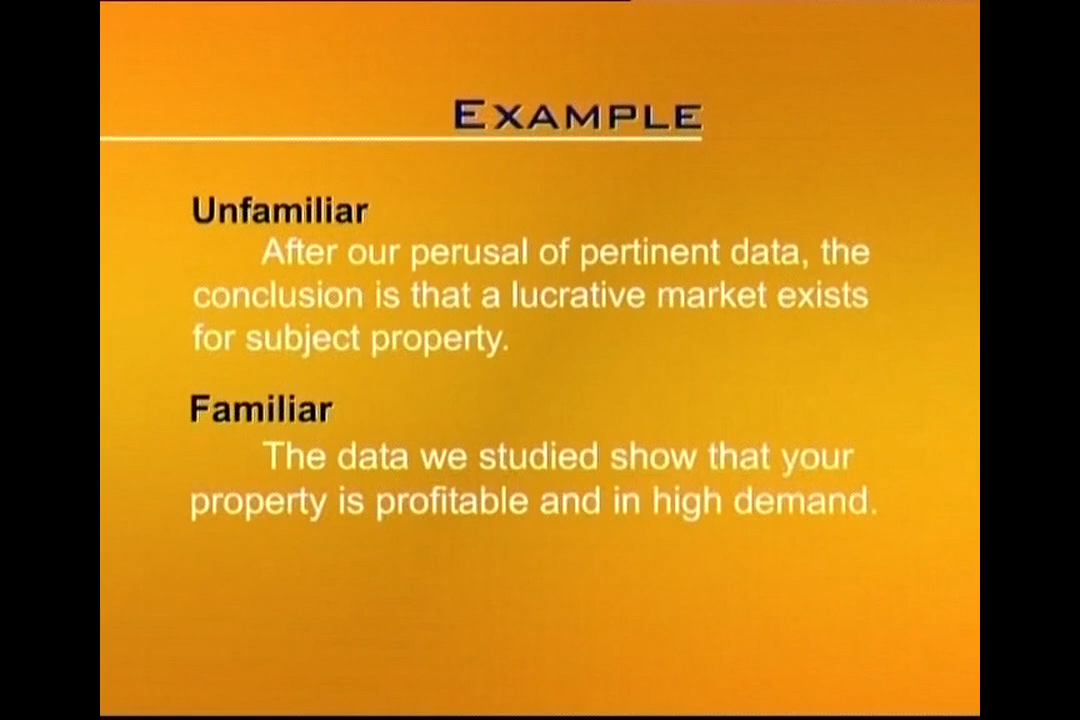 EXAMPLE
Unfamiliar
After our perusal of pertinent data, the
conclusion is that a lucrative market exists
for subject property.
Familiar
The data we studied show that your
property is profitable and in high demand.